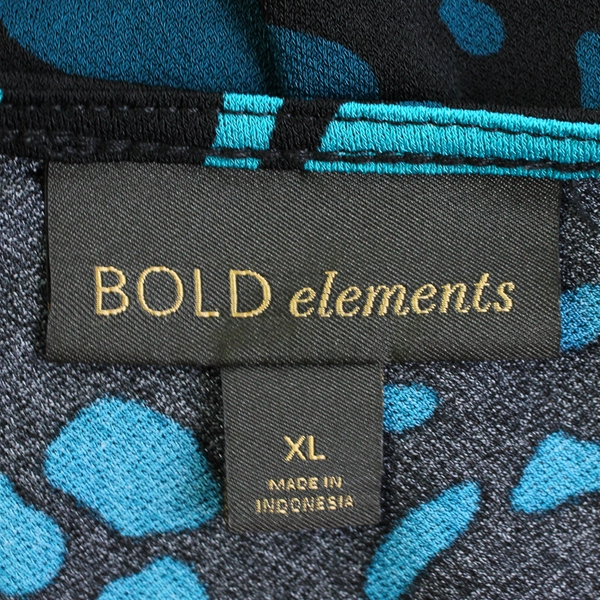 BOLD elements
XL
MADE IN
INDONESIA